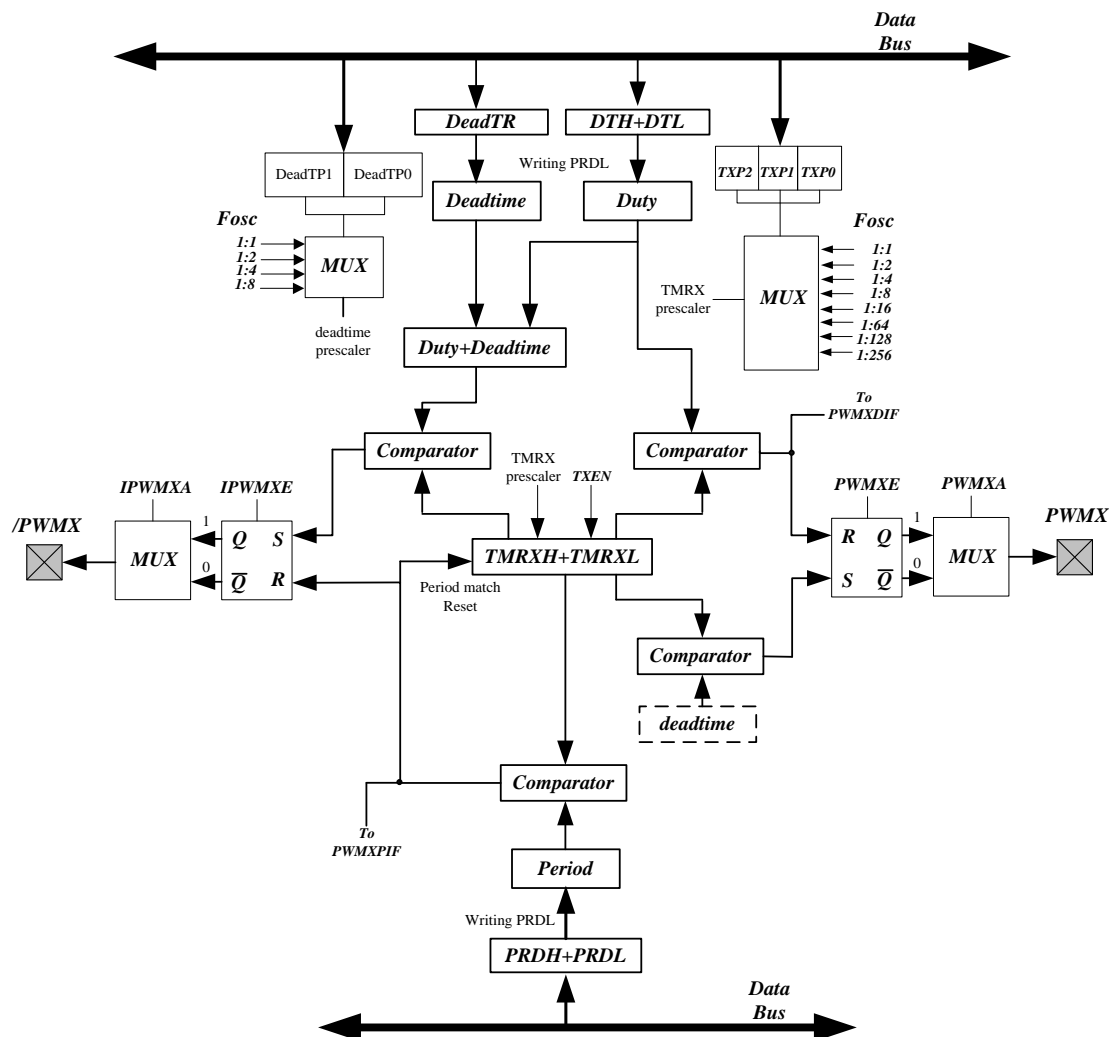 Data
Bus
DeadTR
DTH+DTL
Writing PRDL
DeadTP1
DeadTP0
TXP2
TXP1
TXP0
Deadtime
Duty
Fosc
1:1
1:2
1:4
1:8
MUX
deadtime
prescaler
Fosc
1:1
1:2
1:4
1:8
1:16
1:64
1:128
1:256
MUX
TMRX
prescaler
Duty+Deadtime
To
PWMXDIF
Comparator
Comparator
TMRX
prescaler
TXEN
IPWMXA
IPWMXE
PWMXE
PWMXA
/PWMX
MUX
1
0
Q
S
Q
R
TMRXH+TMRXL
Period match
Reset
R
Q
S
Q
1
0
MUX
PWMX
Comparator
deadtime
Comparator
To
PWMXPIF
Period
Writing PRDL
PRDH+PRDL
Data
Bus